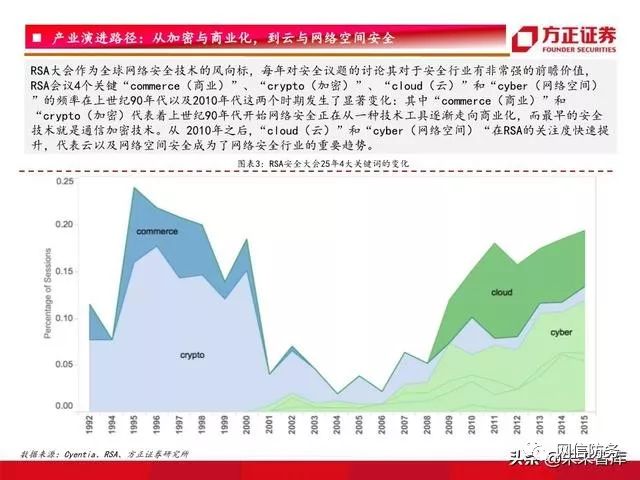 产业演进路径：从加密与商业化，到云与网络空间安全
方正证券
FOUNDER SECURITIES
RSA大会作为全球网络安全技术的风向标，每年对安全议题的讨论其对于安全行业有非常强的前瞻价值，
RSA会议4个关键“commerce（商业）”、“crypto（加密）”、“cloud（云）”和“cyber（网络空间）
”的频率在上世纪90年代以及2010年代这两个时期发生了显著变化：其中“commerce（商业）”和
“crypto（加密）代表着上世纪90年代开始网络安全正在从一种技术工具逐渐走向商业化，而最早的安全
技术就是通信加密技术。从 2010年之后，“cloud（云）”和“cyber（网络空间）“在RSA的关注度快速提
升，代表云以及网络空间安全成为了网络安全行业的重要趋势。
图表3：RSA安全大会25年4大关键词的变化
Percentage of Sessions
0.25
0.20
0.15
0.10
0.05
0.00
commerce
crypto
cloud
cyber
1992
1994
1995
1996
1997
1998
1999
2000
2001
2002
2003
2004
2005
2006
2007
2008
2009
2010
2011
2012
2013
2014
2015
数据来源：Cyentia、RSA、方正证券研究所
网信防务
头条@未来智库